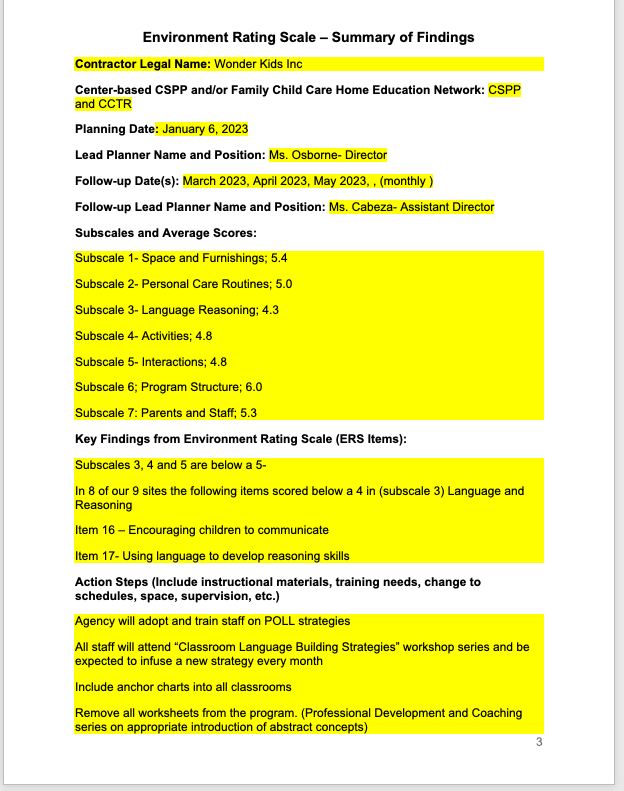 Environment Rating Scale – Summary of Findings
Contractor Legal Name: Wonder Kids Inc
Center-based CSPP and/or Family Child Care Home Education Network: CSPP
and CCTR
Planning Date: January 6, 2023
Lead Planner Name and Position: Ms. Osborne- Director
Follow-up Date(s): March 2023, April 2023, May 2023, , (monthly )
Follow-up Lead Planner Name and Position: Ms. Cabeza- Assistant Director
Subscales and Average Scores:
Subscale 1- Space and Furnishings; 5.4
Subscale 2- Personal Care Routines; 5.0
Subscale 3- Language Reasoning; 4.3
Subscale 4- Activities; 4.8
Subscale 5- Interactions; 4.8
Subscale 6; Program Structure; 6.0
Subscale 7: Parents and Staff; 5.3
Key Findings from Environment Rating Scale (ERS Items):
Subscales 3, 4 and 5 are below a 5-
In 8 of our 9 sites the following items scored below a 4 in (subscale 3) Language and
Reasoning
Item 16 – Encouraging children to communicate
Item 17- Using language to develop reasoning skills
Action Steps (Include instructional materials, training needs, change to
schedules, space, supervision, etc.)
Agency will adopt and train staff on POLL strategies
All staff will attend “Classroom Language Building Strategies” workshop series and be
expected to infuse a new strategy every month
Include anchor charts into all classrooms
Remove all worksheets from the program. (Professional Development and Coaching
series on appropriate introduction of abstract concepts)
3